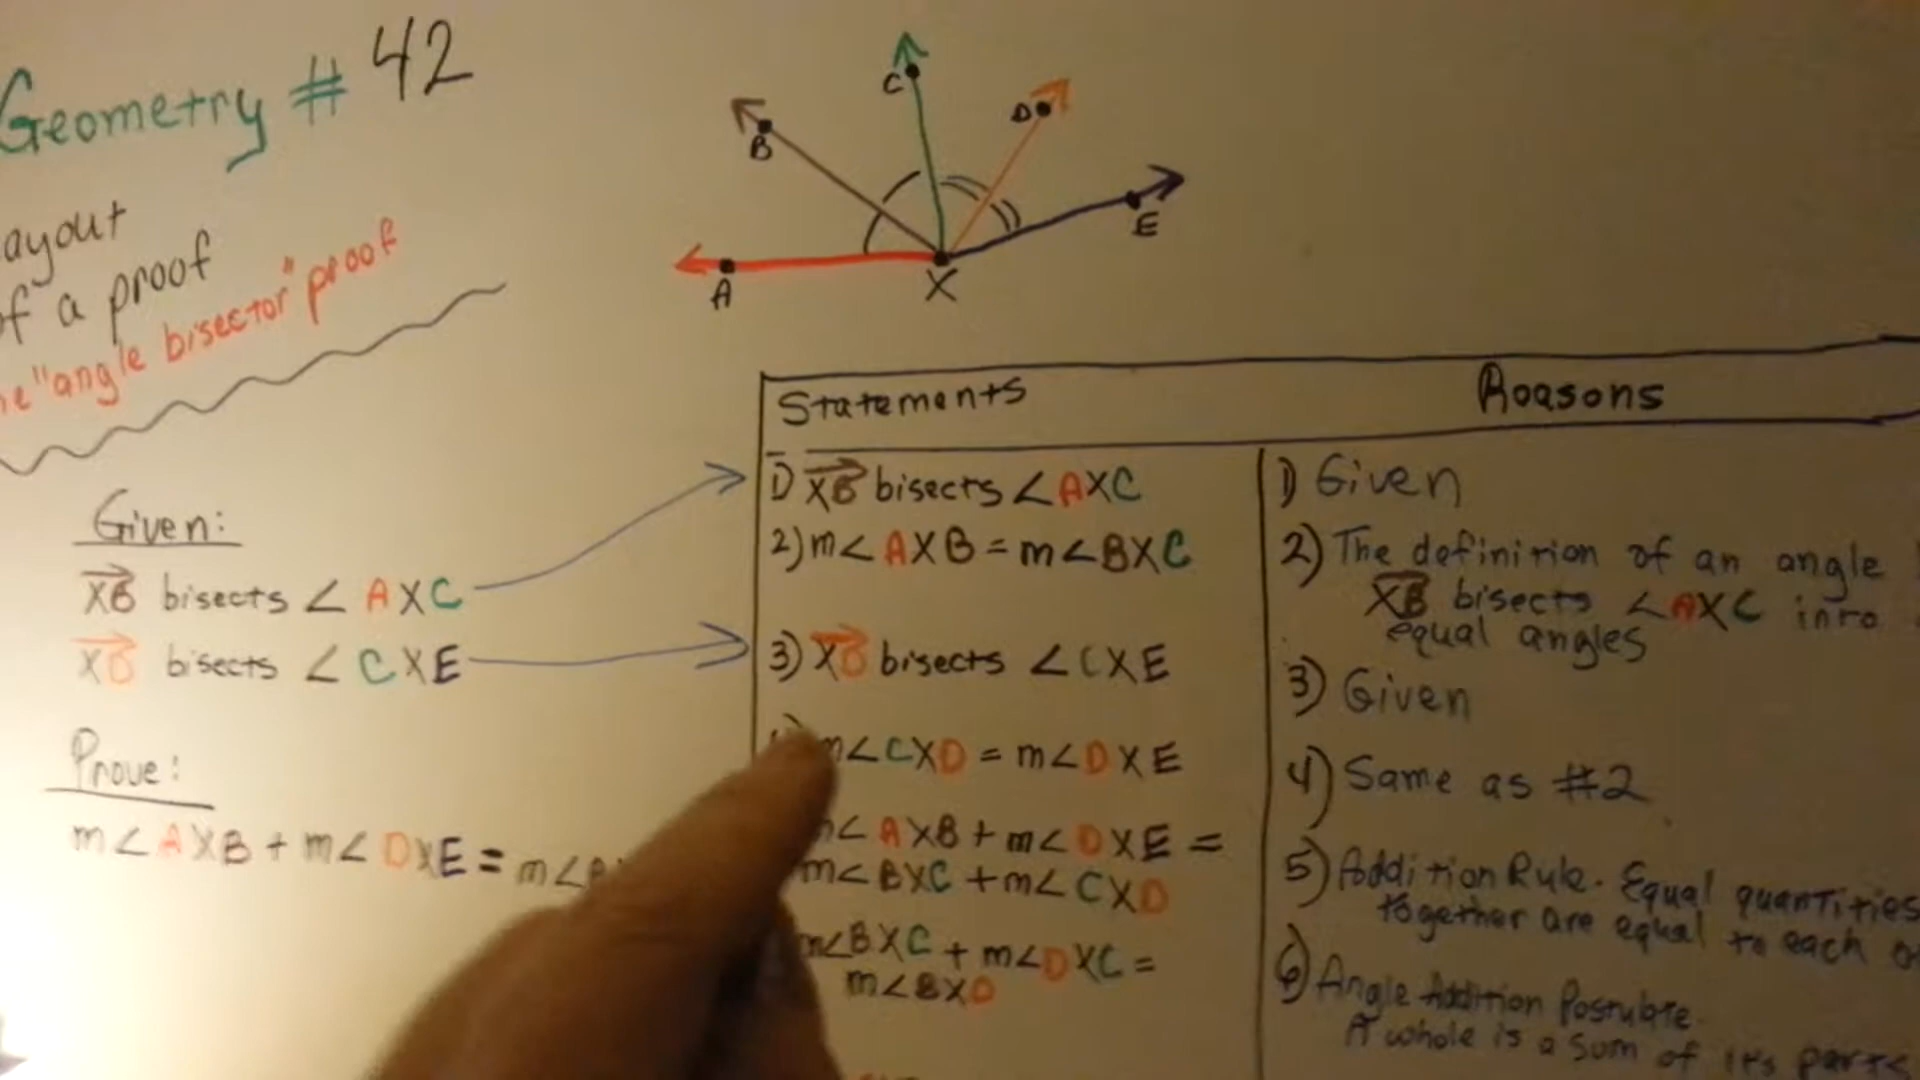 Geometry # 42
ayout
of a proof
"angle bisector" proof
C
B
D
E
A
X
Statements
Reasons
Given:
XB bisects ∠ AXC
XD bisects ∠ CXE
Prove:
m∠ AXB + m∠ DXE = m∠B
1) XB bisects ∠AXC
2) m∠ AXB = m∠BXC
3) XD bisects ∠CXE
m∠CXD = m∠DXE
m∠AXB + m∠DXE =
m∠BXC + m∠CXD
m∠BXC + m∠DXC =
m∠BXD
1) Given
2) The definition of an angle
XB bisects ∠AXC into
equal angles
3) Given
4) Same as #2
5) Addition Rule. Equal quantities
together are equal to each
6) Angle Addition Postulate.
A whole is a sum of its parts